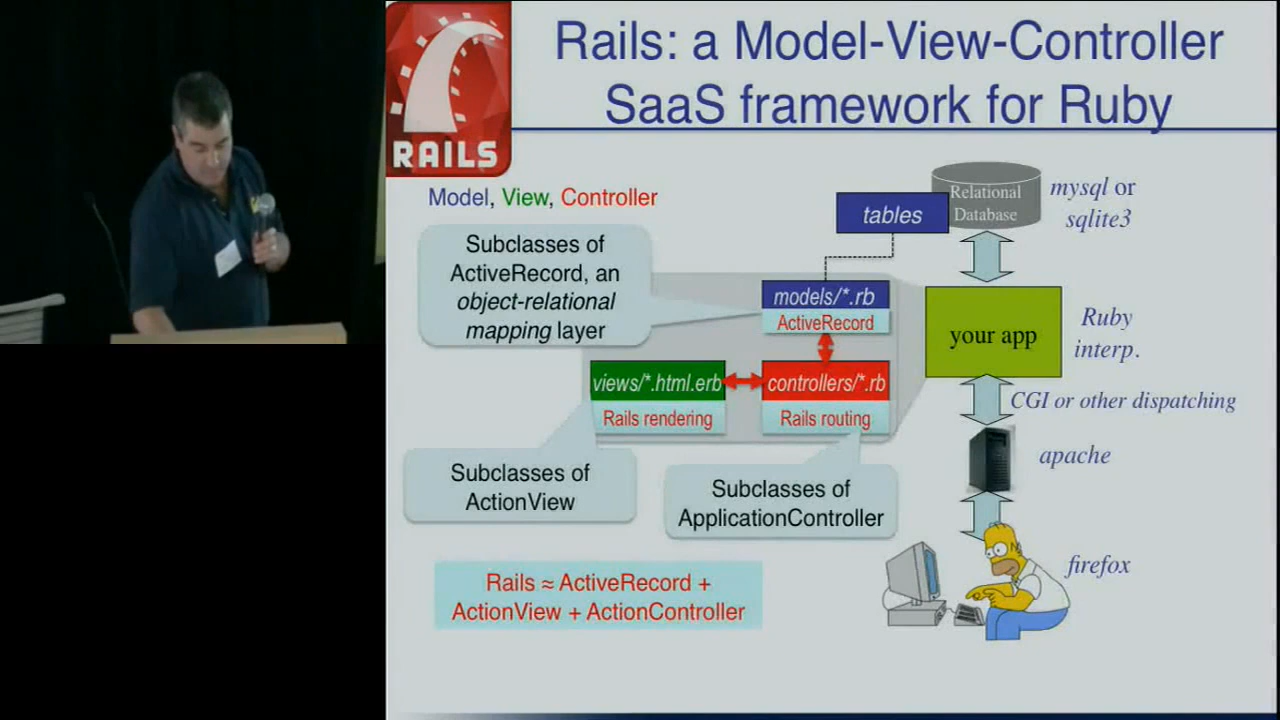 Rails: a Model-View-Controller
SaaS framework for Ruby
RAILS
Model, View, Controller
Relational
Database
mysql or
sqlite3
tables
Subclasses of
ActiveRecord, an
object-relational
mapping layer
models/*.rb
ActiveRecord
your app
Ruby
interp.
views/*.html.erb
controllers/*.rb
Rails rendering
Rails routing
CGI or other dispatching
apache
Subclasses of
ActionView
Subclasses of
ApplicationController
firefox
Rails ≈ ActiveRecord +
ActionView + ActionController